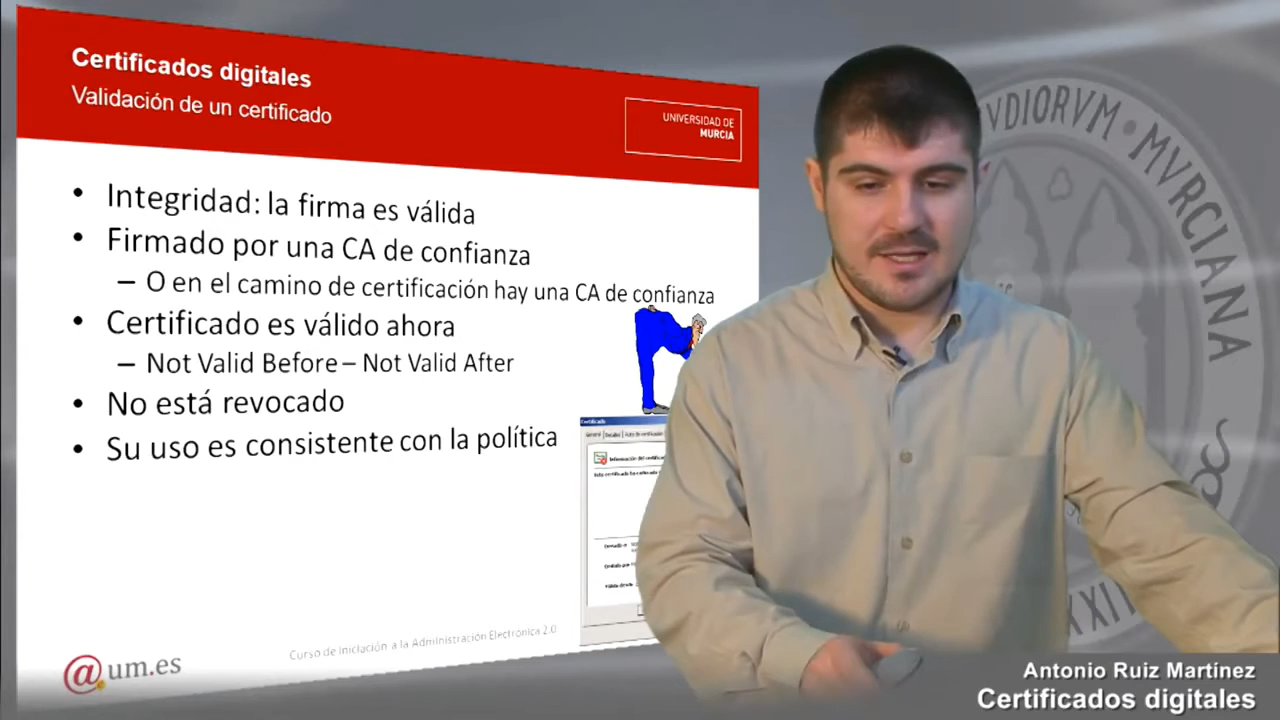 Certificados digitales
Validación de un certificado
UNIVERSIDAD DE
MURCIA
• Integridad: la firma es válida
• Firmado por una CA de confianza
– O en el camino de certificación hay una CA de confianza
• Certificado es válido ahora
– Not Valid Before – Not Valid After
• No está revocado
• Su uso es consistente con la política
Certificado
General
Detalles
Curso de Iniciación a la Administración Electrónica 2.0
@um.es
VDIORVM • MVRCIANA
Antonio Ruiz Martínez
Certificados digitales